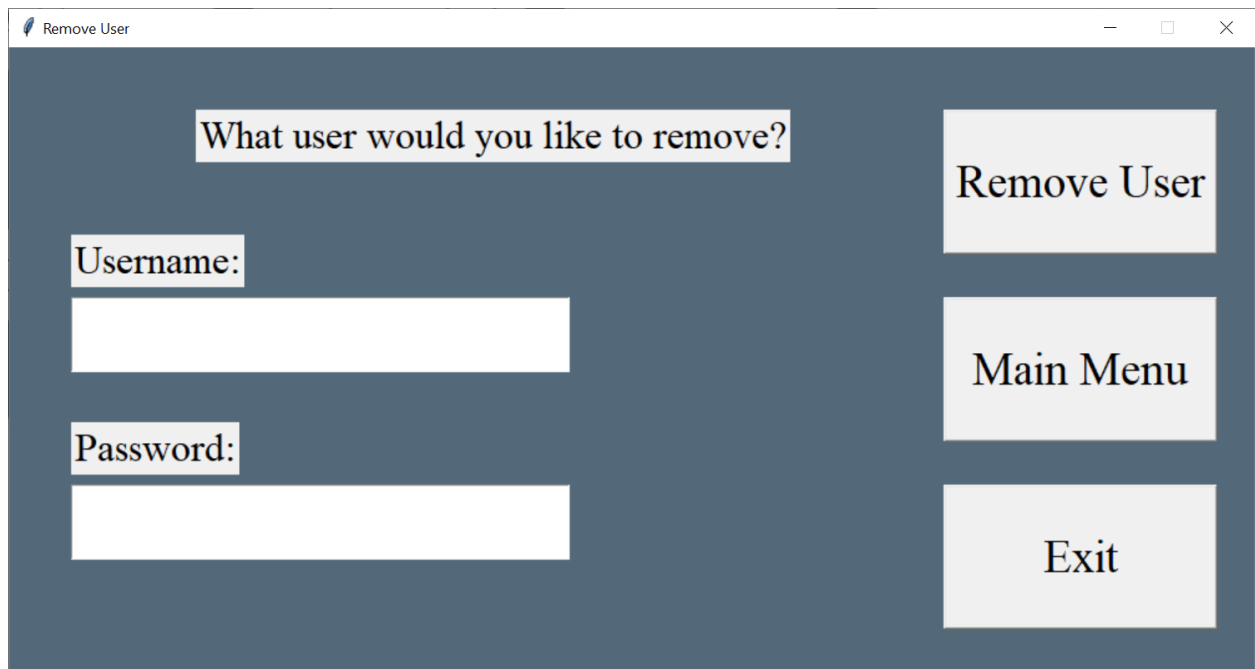 Remove User
What user would you like to remove?
Remove User
Username:
Main Menu
Password:
Exit